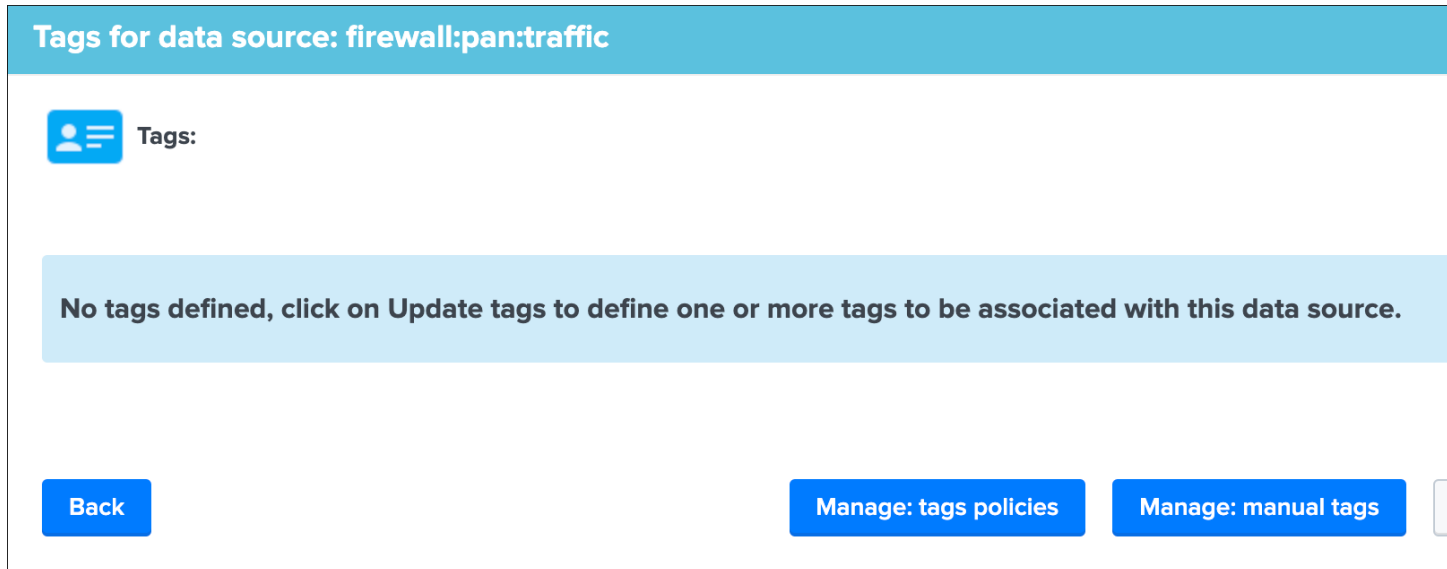 Tags for data source: firewall:pan:traffic
Tags:
No tags defined, click on Update tags to define one or more tags to be associated with this data source.
Back
Manage: tags policies
Manage: manual tags